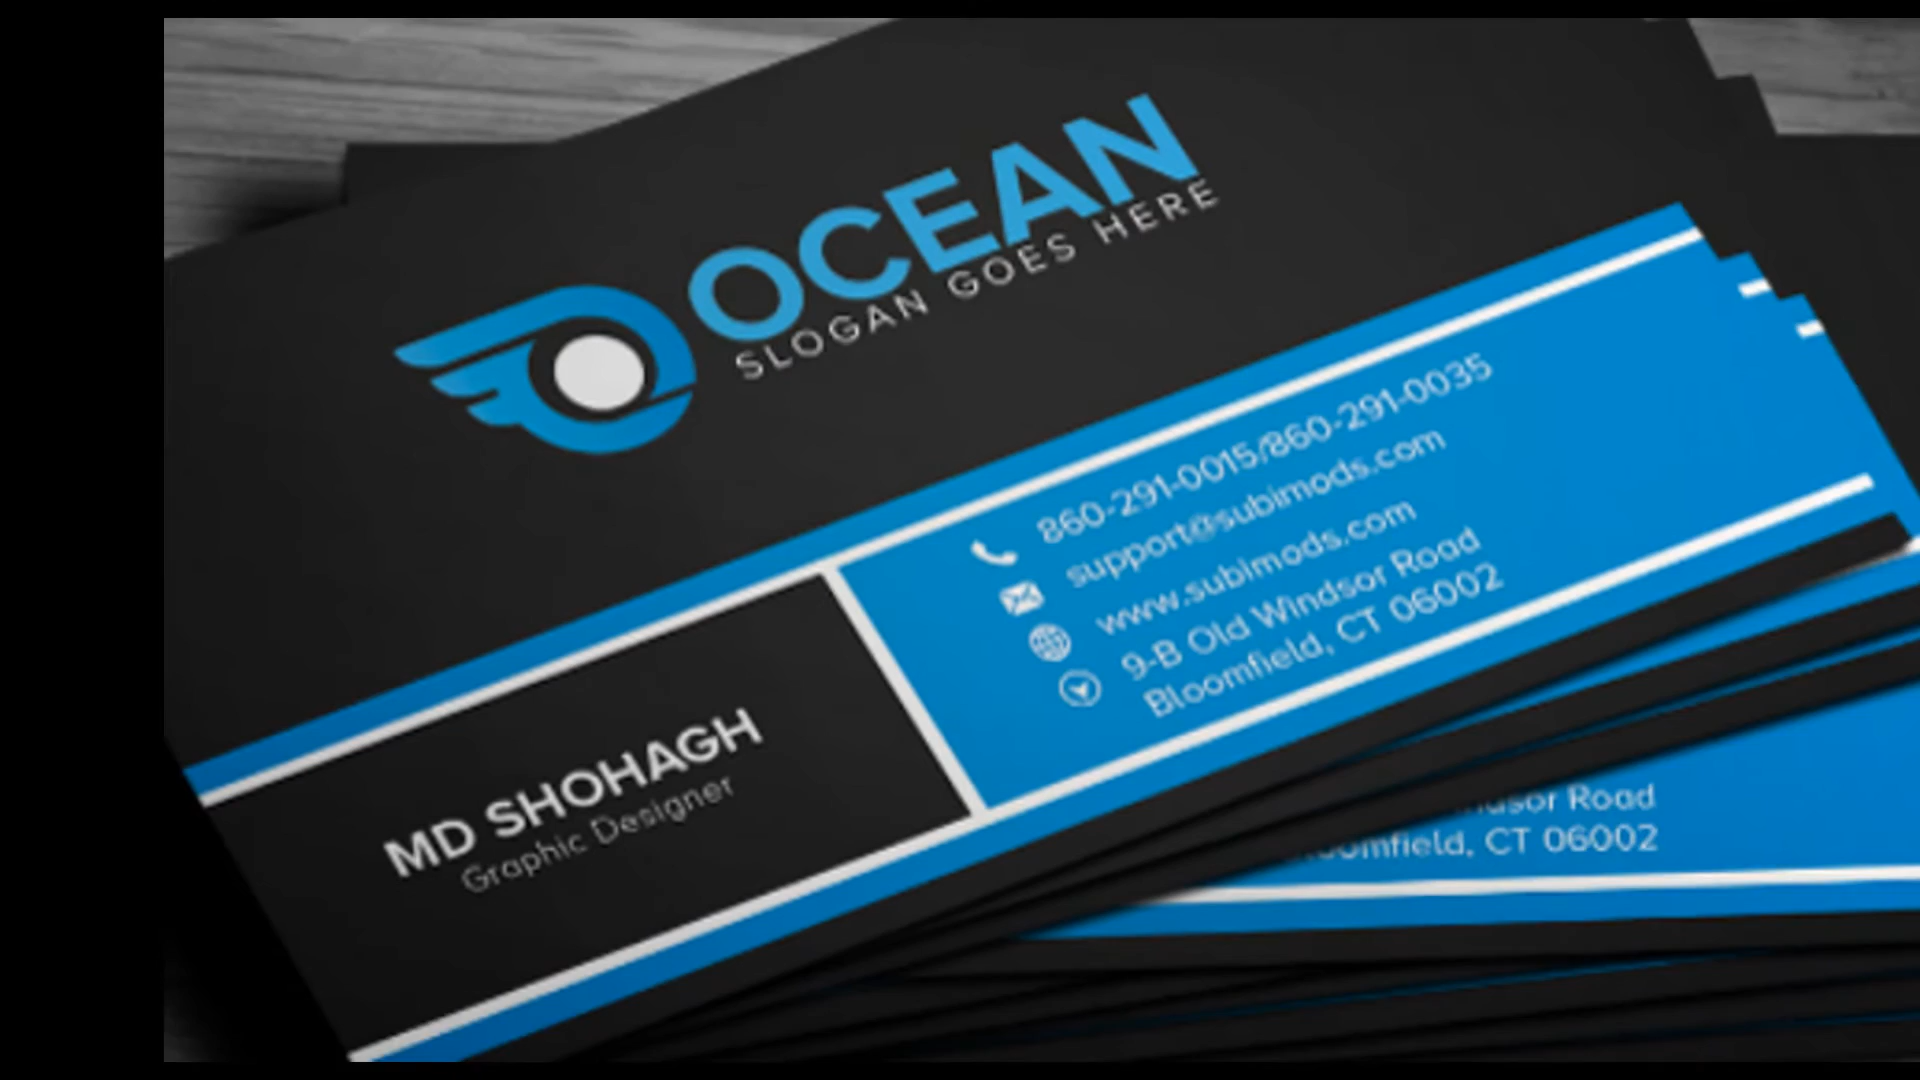 OCEAN
SLOGAN GOES HERE
860-291-0015/860-291-0035
support@subimods.com
www.subimods.com
9-B Old Windsor Road
Bloomfield, CT 06002
MD SHOHAGH
Graphic Designer
Road
CT 06002